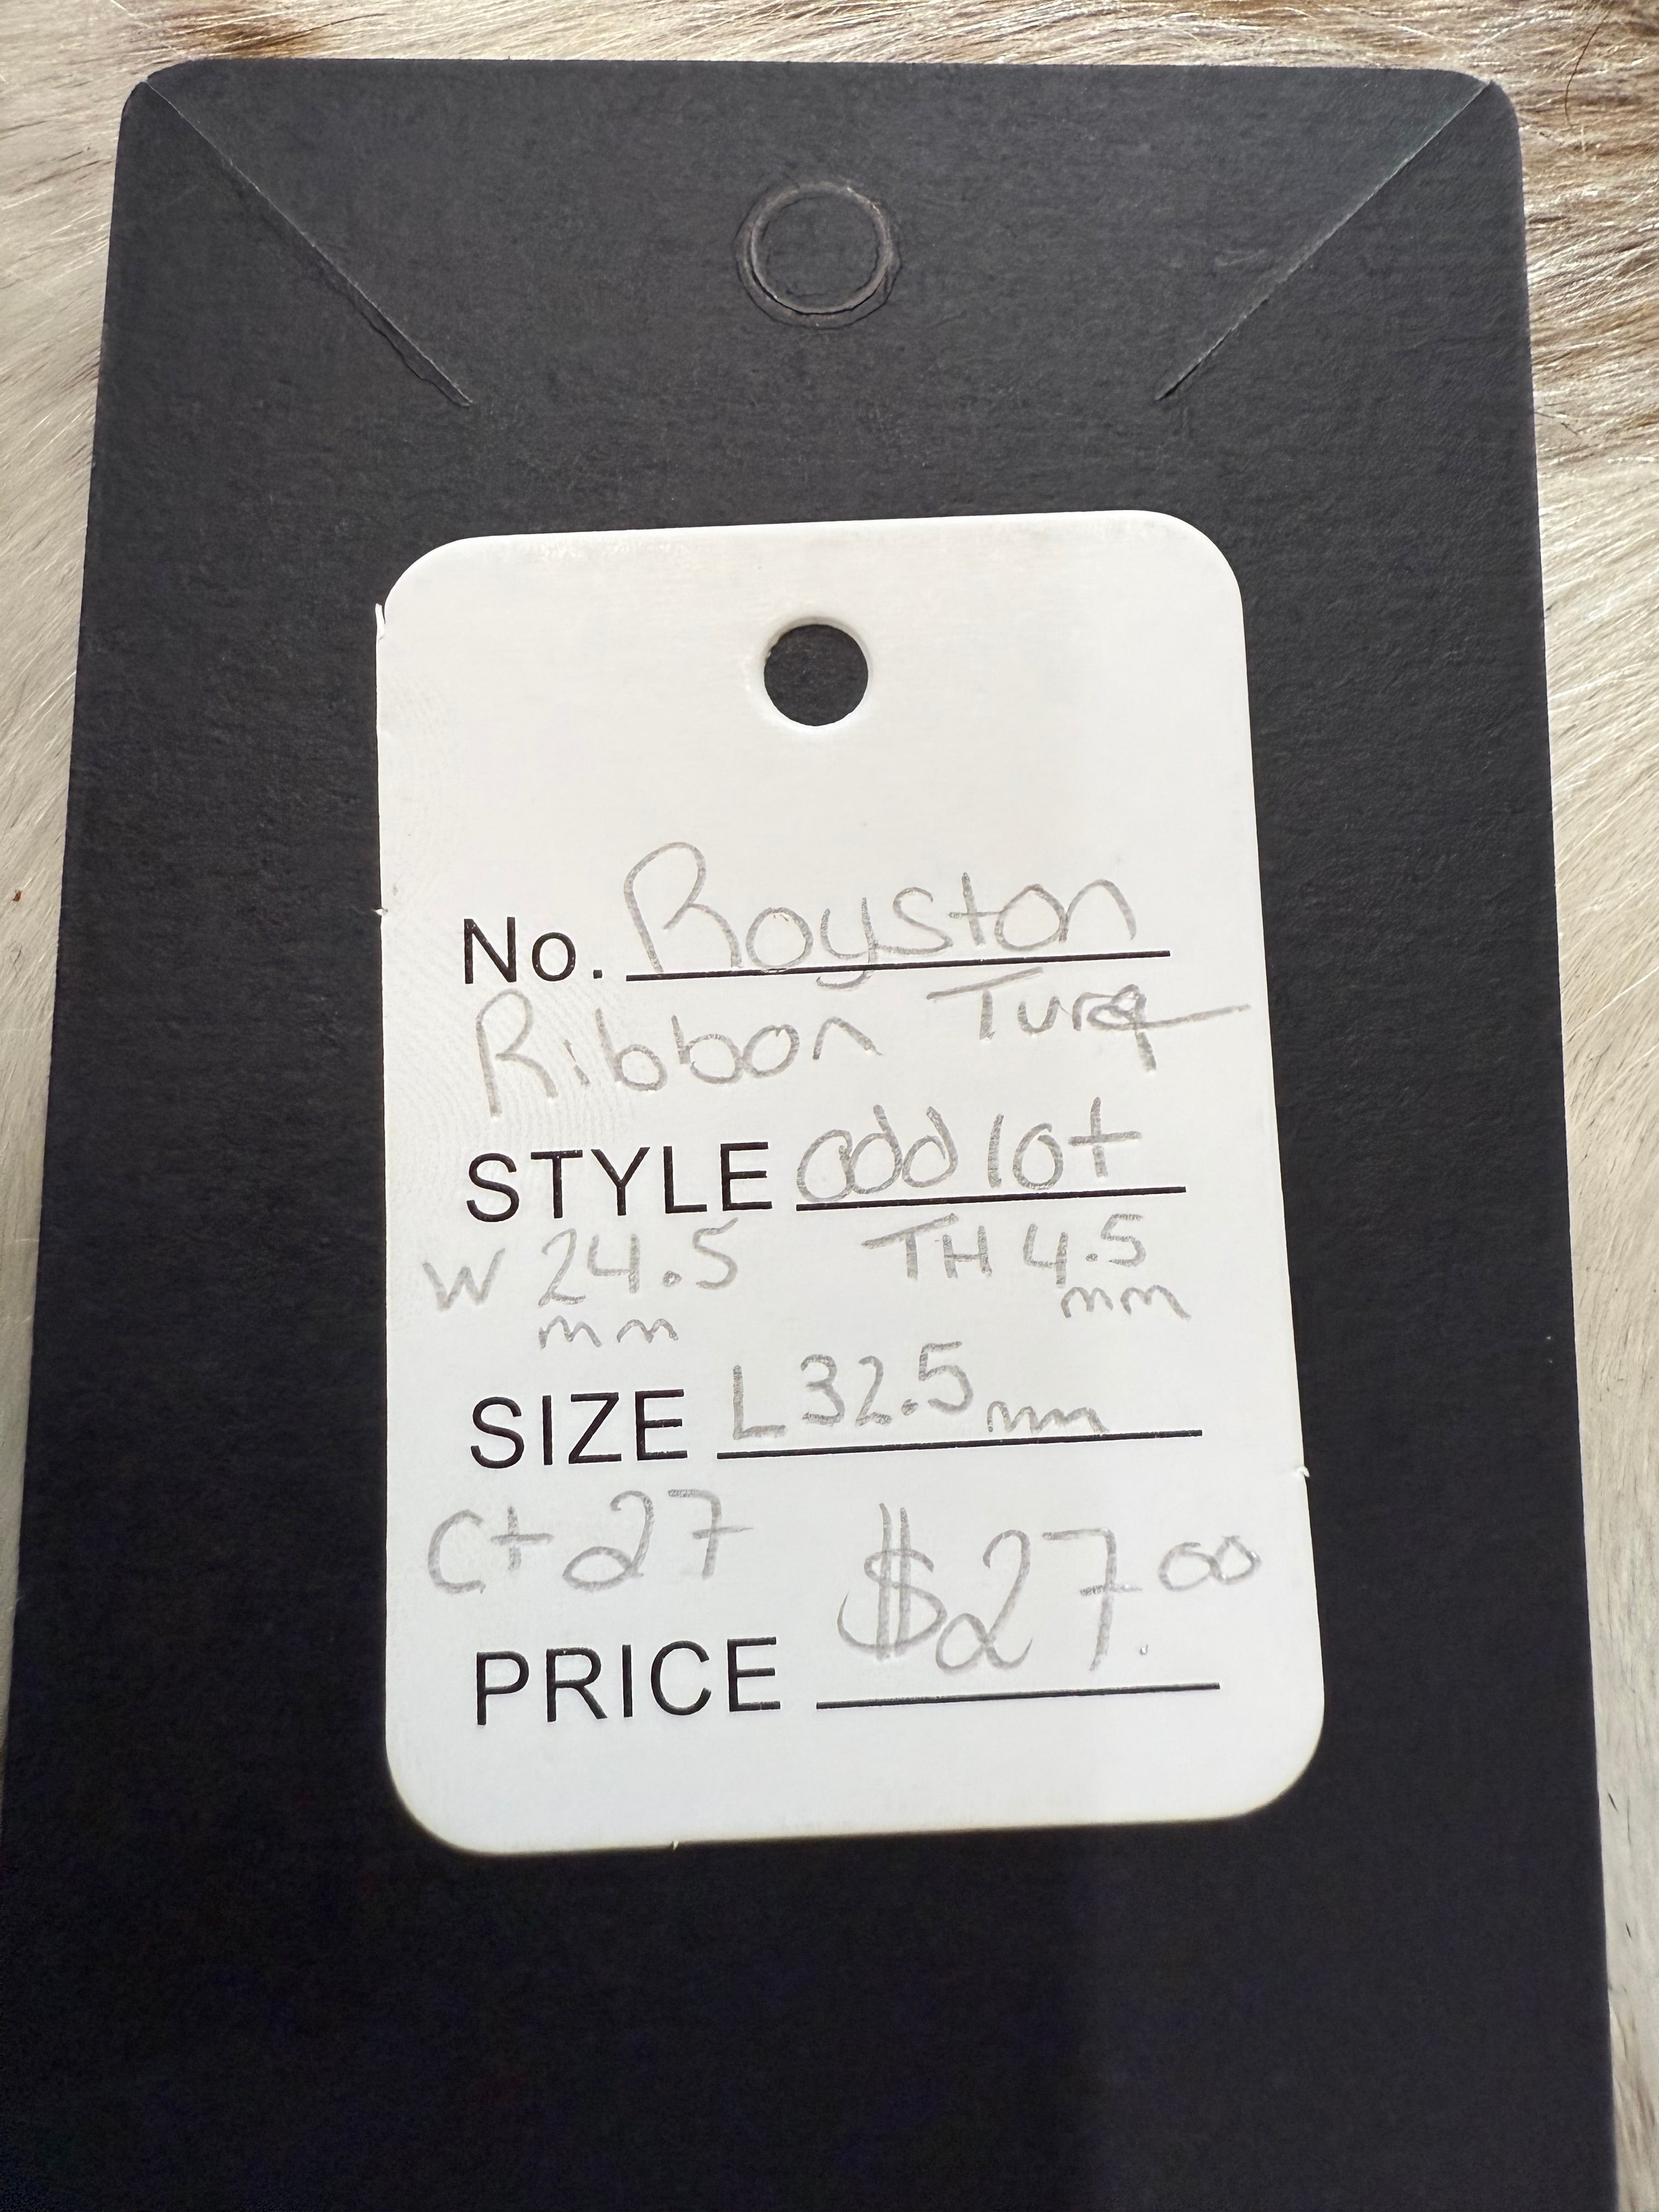 No. Royston
Ribbon Turq
STYLE odd lot
W 24.5 TH 4.5
mm mm
SIZE L 32.5 mm
Ct 27 $27.00
PRICE